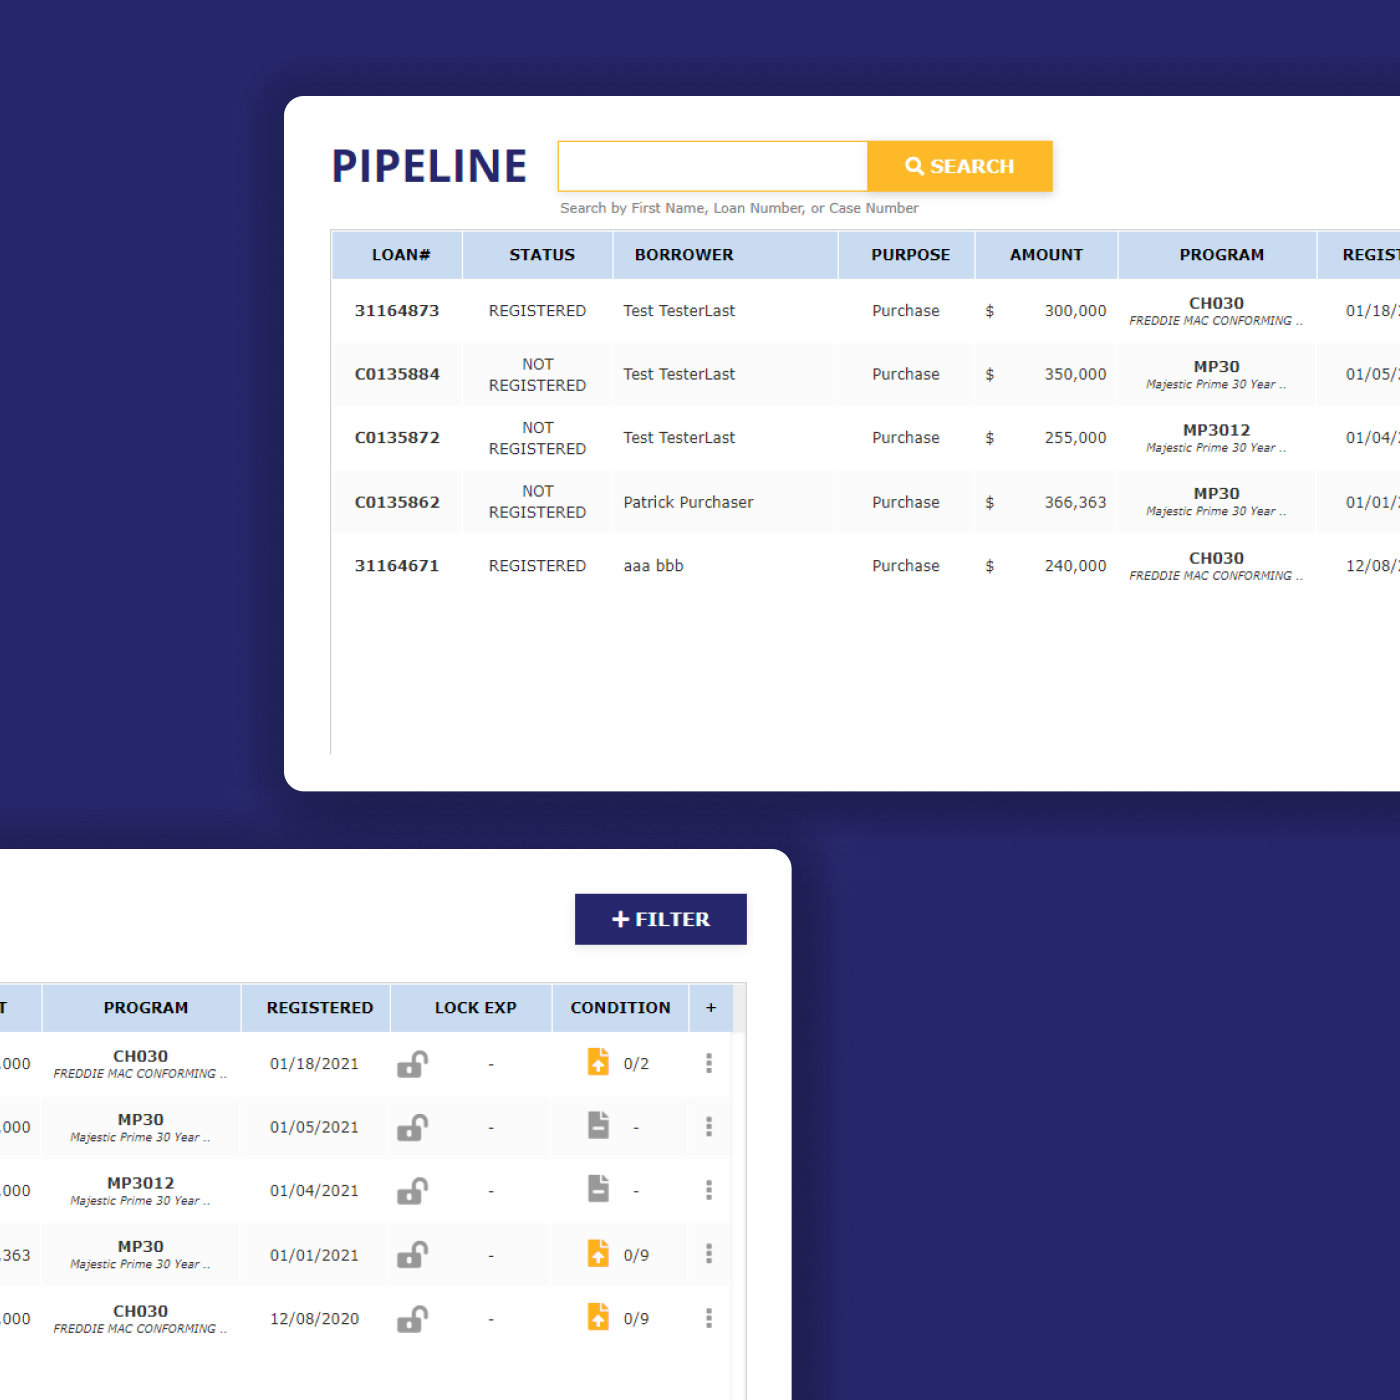 PIPELINE
SEARCH
Search by First Name, Loan Number, or Case Number
LOAN# STATUS BORROWER PURPOSE AMOUNT PROGRAM REGIST
31164873 REGISTERED Test TesterLast Purchase $ 300,000 CH030 01/18/
FREDDIE MAC CONFORMING ..
C0135884 NOT REGISTERED Test TesterLast Purchase $ 350,000 MP30 01/05/
Majestic Prime 30 Year ..
C0135872 NOT REGISTERED Test TesterLast Purchase $ 255,000 MP3012 01/04/
Majestic Prime 30 Year ..
C0135862 NOT REGISTERED Patrick Purchaser Purchase $ 366,363 MP30 01/01/
Majestic Prime 30 Year ..
31164671 REGISTERED aaa bbb Purchase $ 240,000 CH030 12/08/
FREDDIE MAC CONFORMING ..
+ FILTER
T PROGRAM REGISTERED LOCK EXP CONDITION +
,000 CH030 01/18/2021 - 0/2
FREDDIE MAC CONFORMING ..
,000 MP30 01/05/2021 - -
Majestic Prime 30 Year ..
,000 MP3012 01/04/2021 - -
Majestic Prime 30 Year ..
,363 MP30 01/01/2021 - 0/9
Majestic Prime 30 Year ..
,000 CH030 12/08/2020 - 0/9
FREDDIE MAC CONFORMING ..